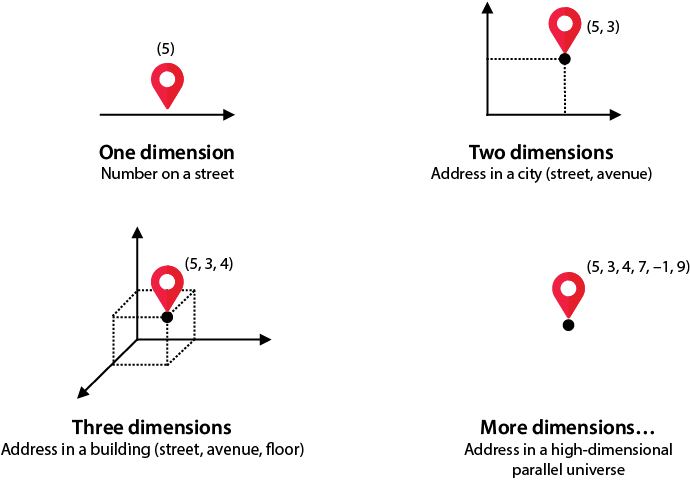 (5)
One dimension
Number on a street
(5, 3)
Two dimensions
Address in a city (street, avenue)
(5, 3, 4)
Three dimensions
Address in a building (street, avenue, floor)
(5, 3, 4, 7, –1, 9)
More dimensions…
Address in a high-dimensional
parallel universe